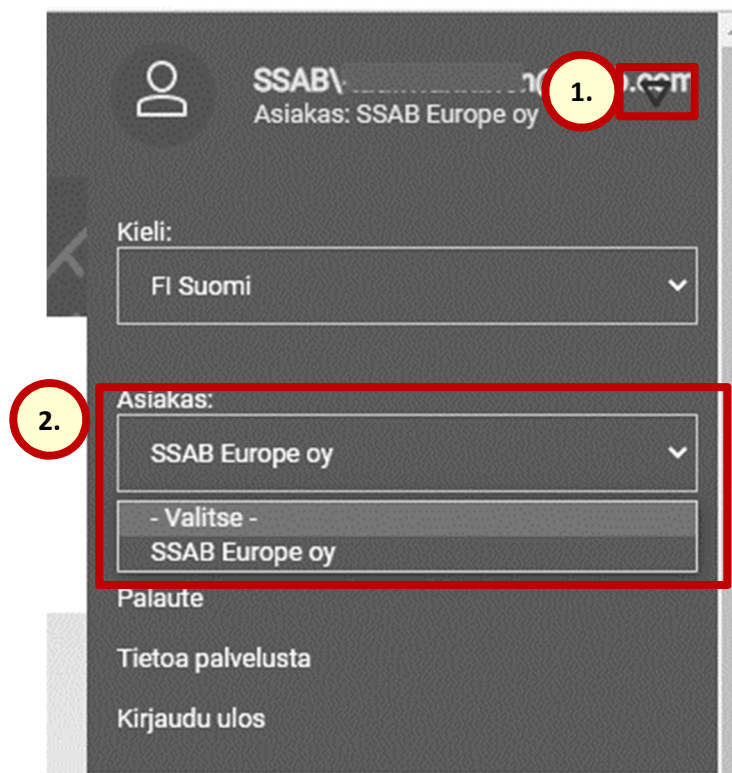 SSAB\
1.
Asiakas: SSAB Europe oy
Kieli:
FI Suomi
2.
Asiakas:
SSAB Europe oy
- Valitse -
SSAB Europe oy
Palaute
Tietoa palvelusta
Kirjaudu ulos